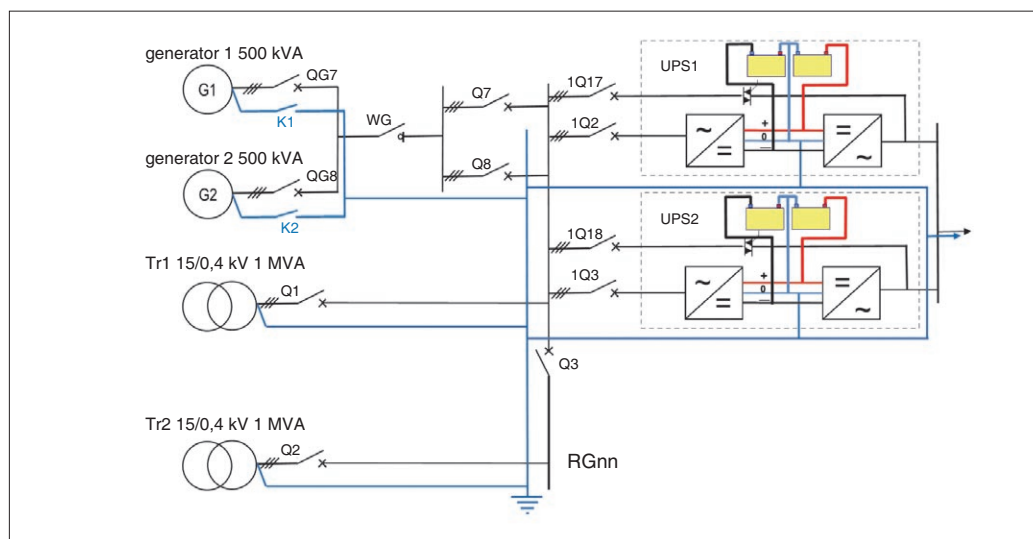 generator 1 500 kVA
G1
QG7
K1
generator 2 500 kVA
G2
QG8
K2
WG
Q7
Q8
1Q17
1Q2
UPS1
~
=
+
0
–
=
~
1Q18
1Q3
UPS2
~
=
+
0
–
=
~
Tr1 15/0,4 kV 1 MVA
Q1
Q3
Tr2 15/0,4 kV 1 MVA
Q2
RGnn